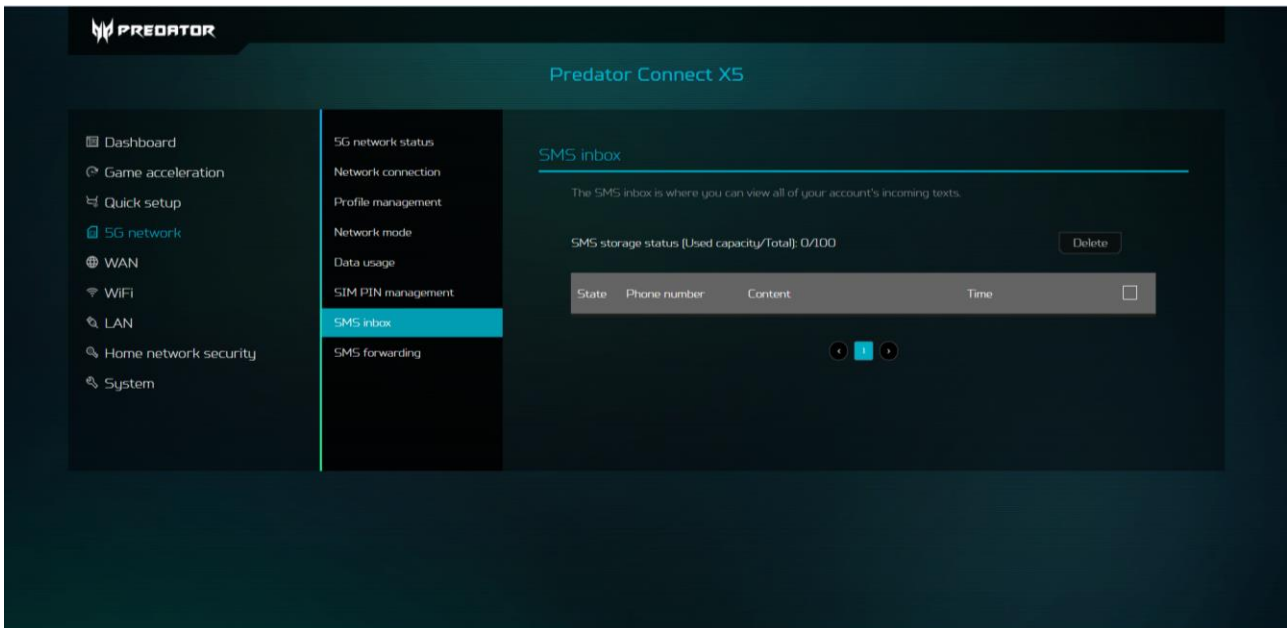 PREDATOR
Predator Connect X5
Dashboard
Game acceleration
Quick setup
5G network
WAN
WiFi
LAN
Home network security
System
5G network status
Network connection
Profile management
Network mode
Data usage
SIM PIN management
SMS inbox
SMS forwarding
SMS inbox
The SMS inbox is where you can view all of your account's incoming texts.
SMS storage status (Used capacity/Total): 0/100
Delete
State Phone number Content Time
1